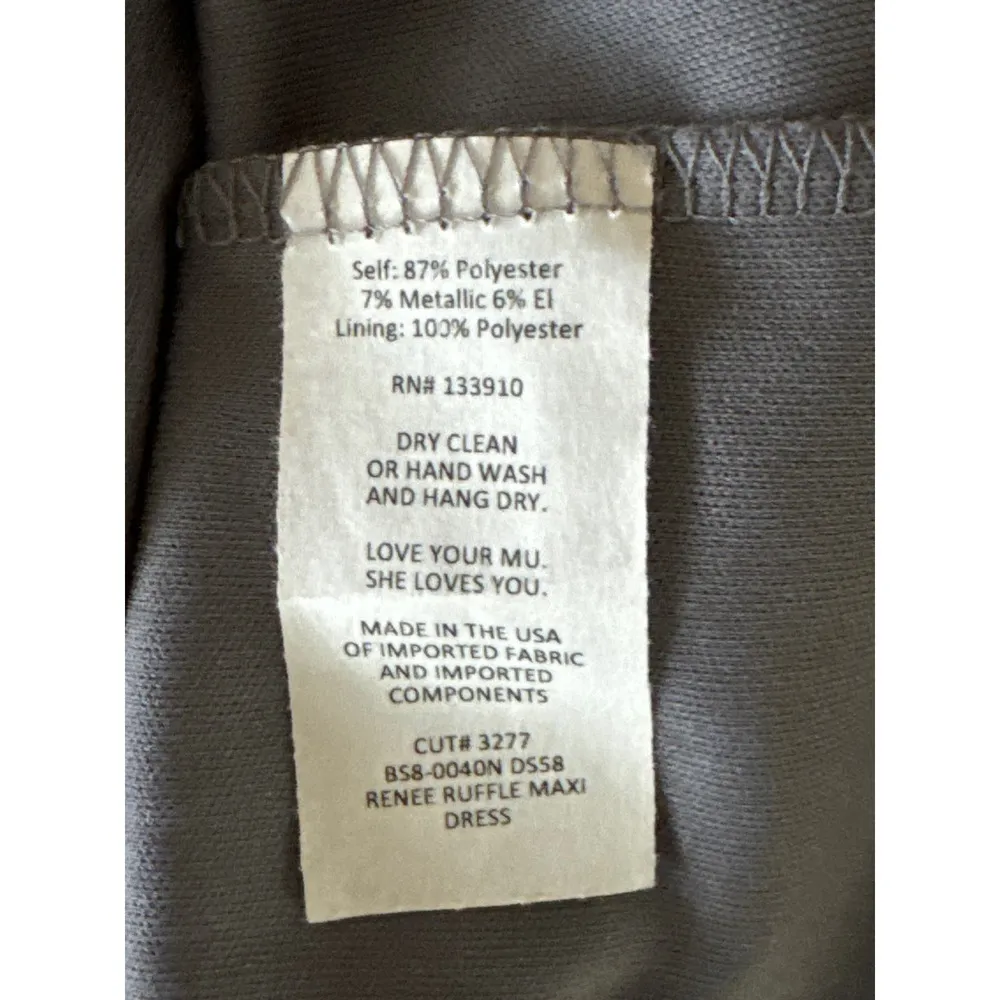 Self: 87% Polyester
7% Metallic 6% El
Lining: 100% Polyester
RN# 133910
DRY CLEAN
OR HAND WASH
AND HANG DRY.
LOVE YOUR MU.
SHE LOVES YOU.
MADE IN THE USA
OF IMPORTED FABRIC
AND IMPORTED
COMPONENTS
CUT# 3277
BS8-0040N DS58
RENEE RUFFLE MAXI
DRESS